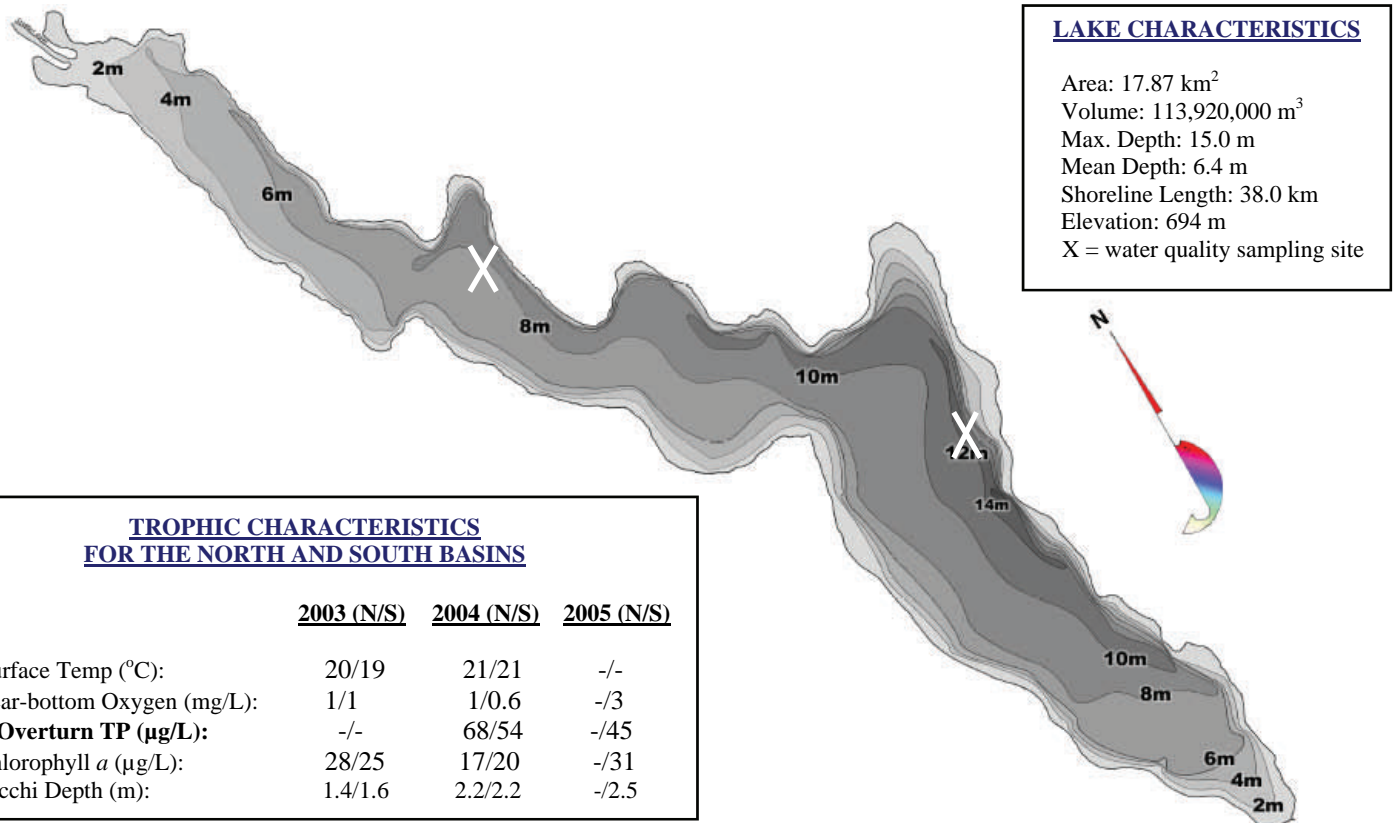 LAKE CHARACTERISTICS
Area: 17.87 km²
Volume: 113,920,000 m³
Max. Depth: 15.0 m
Mean Depth: 6.4 m
Shoreline Length: 38.0 km
Elevation: 694 m
X = water quality sampling site
2m
4m
6m
8m
10m
12m
14m
10m
8m
6m
4m
2m
X
X
N
TROPHIC CHARACTERISTICS
FOR THE NORTH AND SOUTH BASINS
2003 (N/S) 2004 (N/S) 2005 (N/S)
urface Temp (°C): 20/19 21/21 -/-
ar-bottom Oxygen (mg/L): 1/1 1/0.6 -/3
Overturn TP (µg/L): -/- 68/54 -/45
hlorophyll a (µg/L): 28/25 17/20 -/31
cchi Depth (m): 1.4/1.6 2.2/2.2 -/2.5